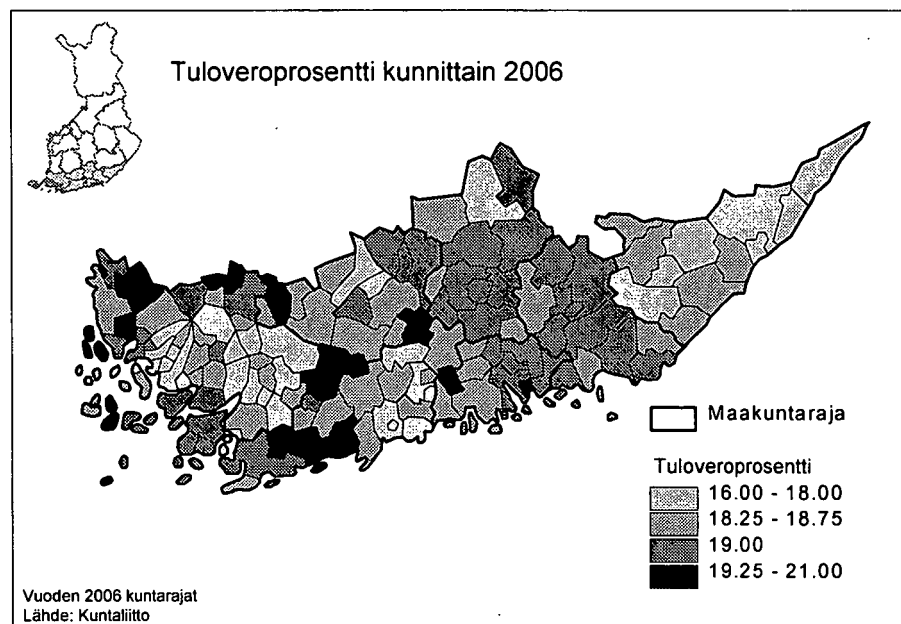 Tuloveroprosentti kunnittain 2006
Maakuntaraja
Tuloveroprosentti
16.00 - 18.00
18.25 - 18.75
19.00
19.25 - 21.00
Vuoden 2006 kuntarajat
Lähde: Kuntaliitto